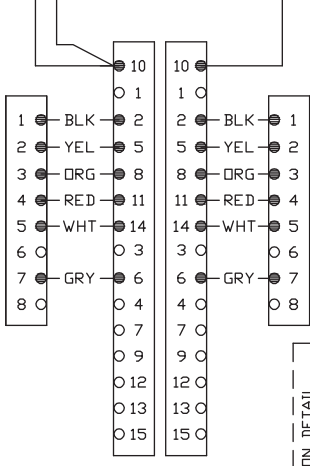 10 10
1 1
1 BLK 2 2 BLK 1
2 YEL 5 5 YEL 2
3 ORG 8 8 ORG 3
4 RED 11 11 RED 4
5 WHT 14 14 WHT 5
6 3 3 6
7 GRY 6 6 GRY 7
8 4 4 8
7 7
9 9
12 12
13 13
15 15
ON DETAIL